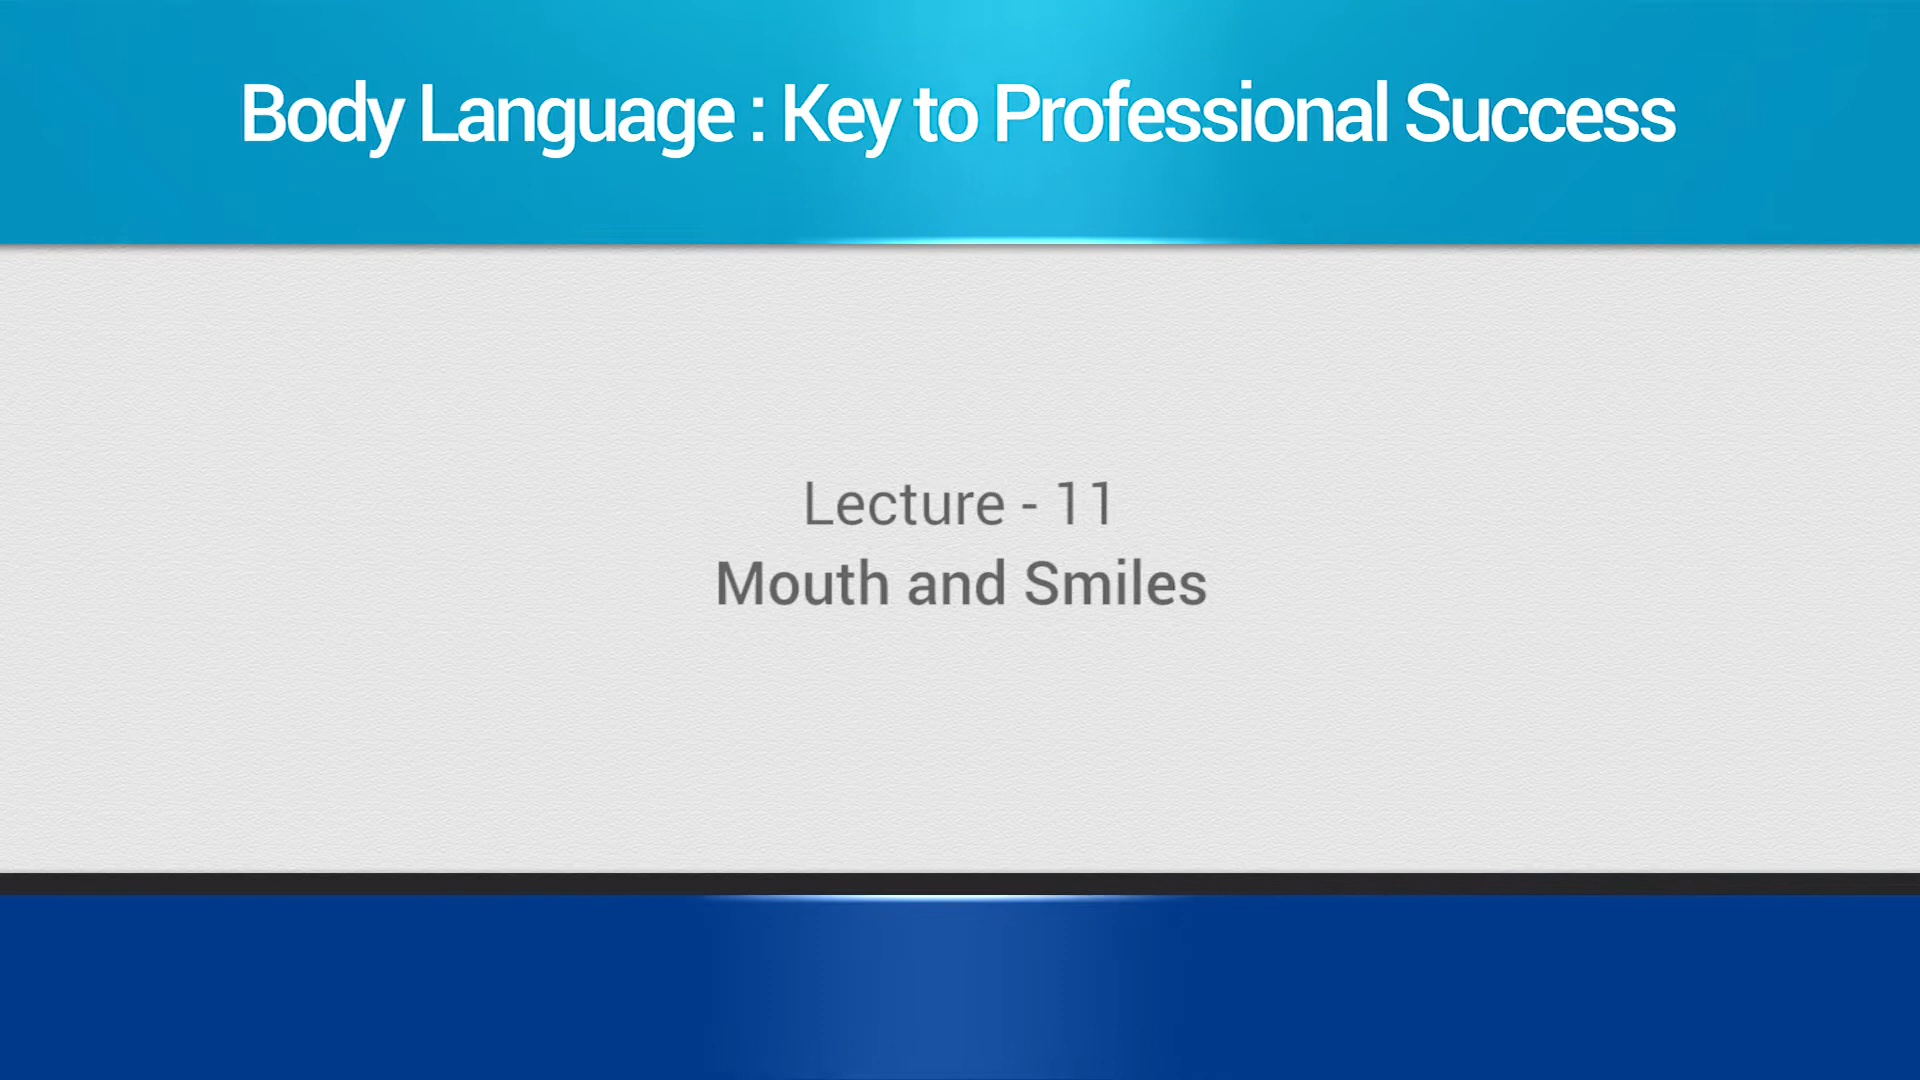 Body Language : Key to Professional Success
Lecture - 11
Mouth and Smiles